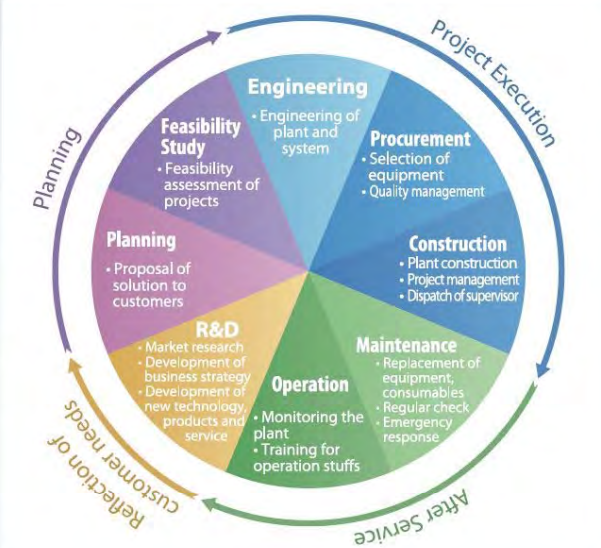 Project Execution
Engineering
• Engineering of
plant and
system
Procurement
• Selection of
equipment
• Quality management
Construction
• Plant construction
• Project management
• Dispatch of supervisor
Maintenance
• Replacement of
equipment,
consumables
• Regular check
• Emergency
response
After Service
Operation
• Monitoring the
plant
• Training for
operation stuffs
R&D
• Market research
• Development of
business strategy
• Development of
new technology,
products and
service
Reflection of
customer needs
Planning
• Proposal of
solution to
customers
Feasibility
Study
• Feasibility
assessment of
projects
Planning